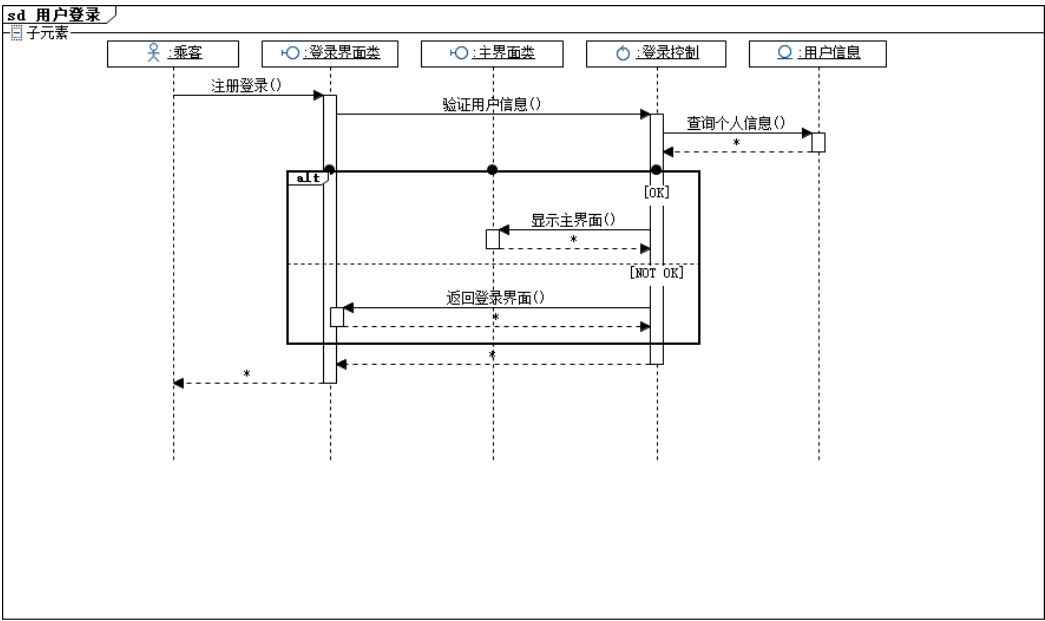 sd 用户登录
子元素
:乘客
:登录界面类
:主界面类
:登录控制
:用户信息
注册登录()
验证用户信息()
查询个人信息()
*
alt
[OK]
显示主界面()
*
[NOT OK]
返回登录界面()
*
*
*